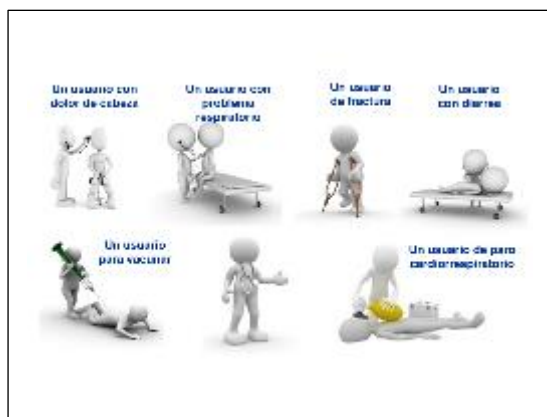 Un usuario con
dolor de cabeza
Un usuario con
problema
respiratorio
Un usuario
de fractura
Un usuario
con diarrea
Un usuario
para vacunar
Un usuario de paro
cardiorrespiratorio